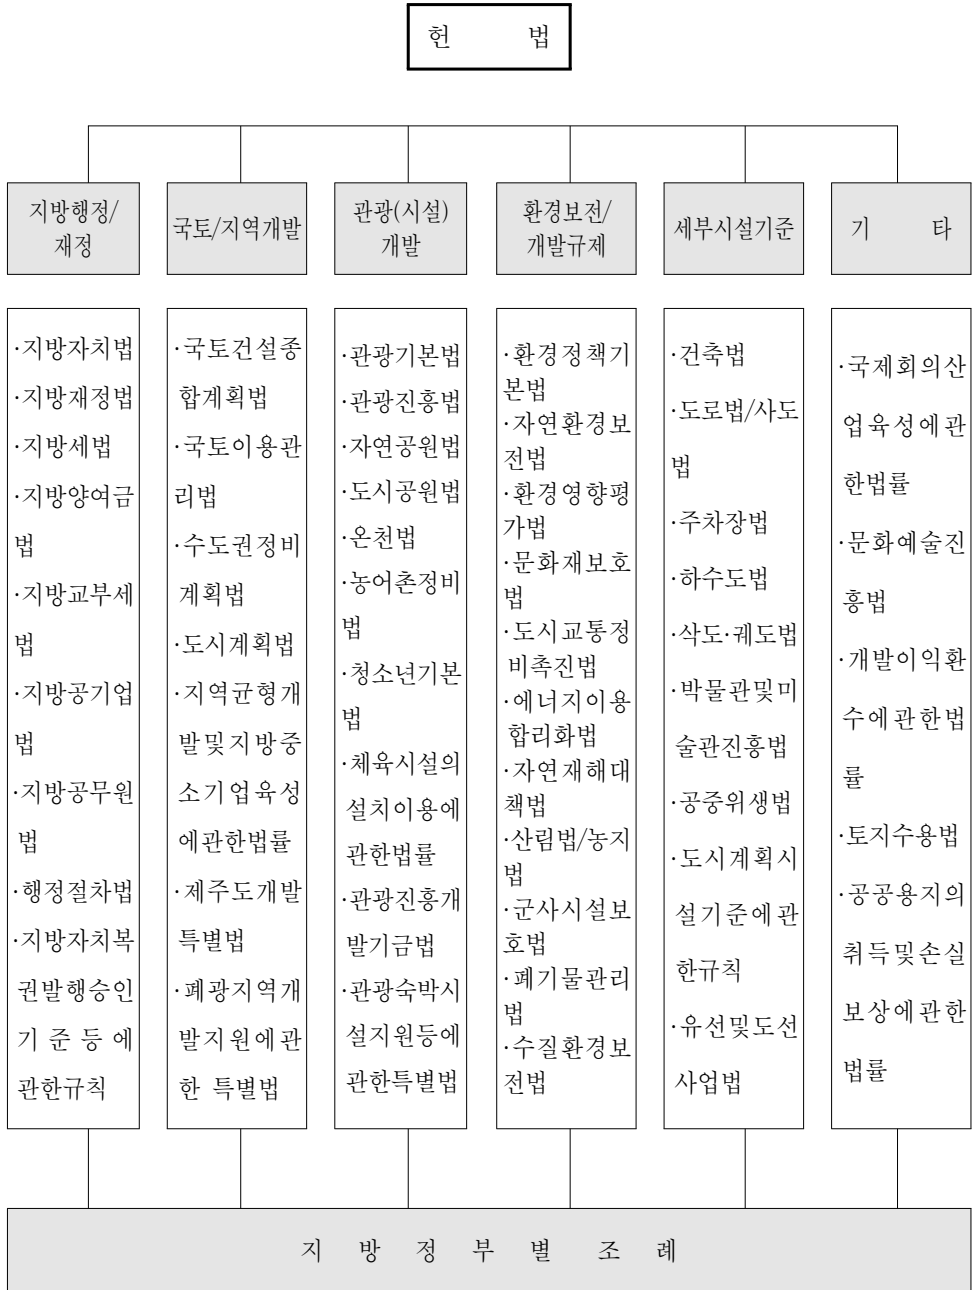 헌 법
지방행정/
재정
국토/지역개발
관광(시설)
개발
환경보전/
개발규제
세부시설기준
기 타
·지방자치법
·지방재정법
·지방세법
·지방양여금
법
·지방교부세
법
·지방공기업
법
·지방공무원
법
·행정절차법
·지방자치복
권발행승인
기 준 등 에
관한규칙
·국토건설종
합계획법
·국토이용관
리법
·수도권정비
계획법
·도시계획법
·지역균형개
발및지방중
소기업육성
에관한법률
·제주도개발
특별법
·폐광지역개
발지원에관
한 특별법
·관광기본법
·관광진흥법
·자연공원법
·도시공원법
·온천법
·농어촌정비
법
·청소년기본
법
·체육시설의
설치이용에
관한법률
·관광진흥개
발기금법
·관광숙박시
설지원등에
관한특별법
·환경정책기
본법
·자연환경보
전법
·환경영향평
가법
·문화재보호
법
·도시교통정
비촉진법
·에너지이용
합리화법
·자연재해대
책법
·산림법/농지
법
·군사시설보
호법
·폐기물관리
법
·수질환경보
전법
·건축법
·도로법/사도
법
·주차장법
·하수도법
·삭도·궤도법
·박물관및미
술관진흥법
·공중위생법
·도시계획시
설기준에관
한규칙
·유선및도선
사업법
·국제회의산
업육성에관
한법률
·문화예술진
흥법
·개발이익환
수에관한법
률
·토지수용법
·공공용지의
취득및손실
보상에관한
법률
지 방 정 부 별 조 례